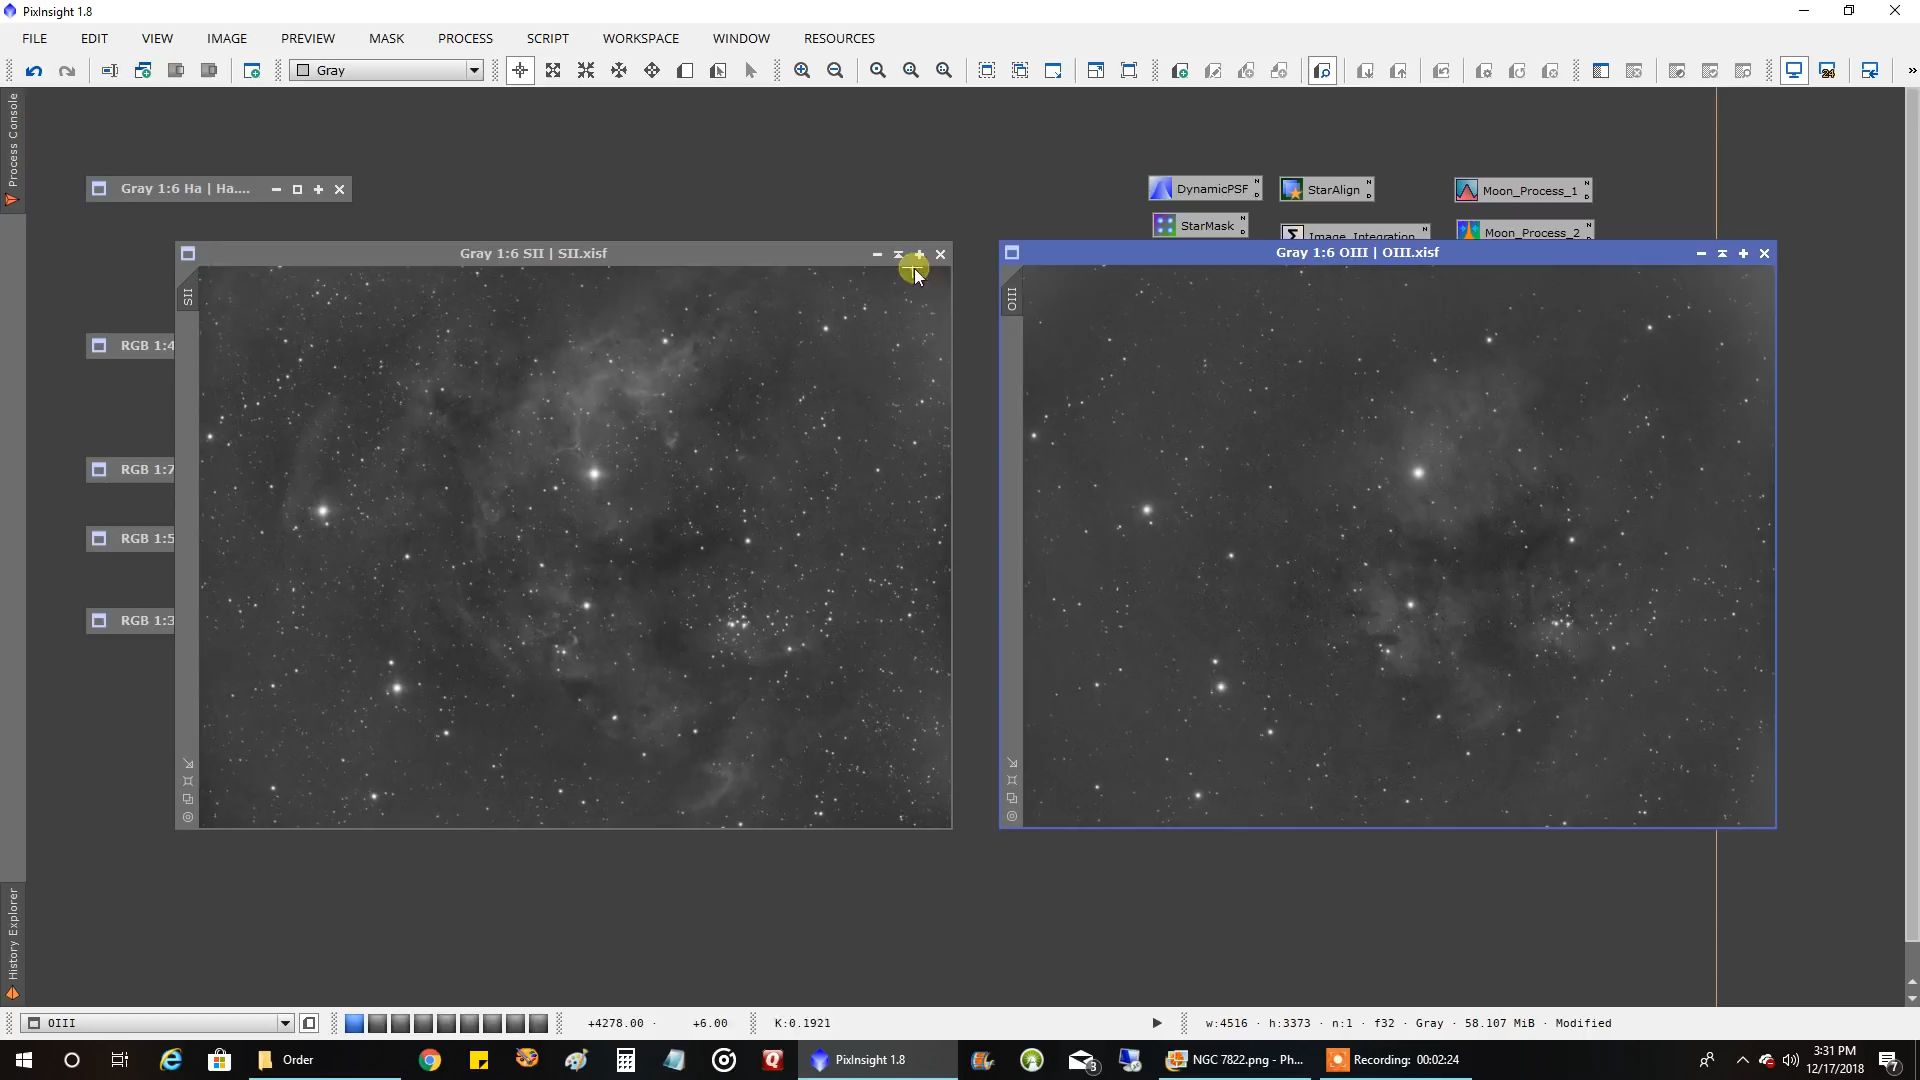 PixInsight 1.8
FILE EDIT VIEW IMAGE PREVIEW MASK PROCESS SCRIPT WORKSPACE WINDOW RESOURCES
Gray
24
»
Process Console
Gray 1:6 Ha | Ha....
DynamicPSF N D
StarAlign N D
Moon_Process_1 N D
StarMask N D
Image_Integration N
Moon_Process_2 N D
Gray 1:6 SII | SII.xisf
Gray 1:6 OIII | OIII.xisf
SII
OIII
RGB 1:4
RGB 1:7
RGB 1:5
RGB 1:3
History Explorer
OIII
+4278.00 · +6.00
K:0.1921
w:4516 · h:3373 · n:1 · f32 · Gray · 58.107 MiB · Modified
Order
PixInsight 1.8
3
NGC 7822.png - Ph...
Recording: 00:02:24
3:31 PM
12/17/2018
7